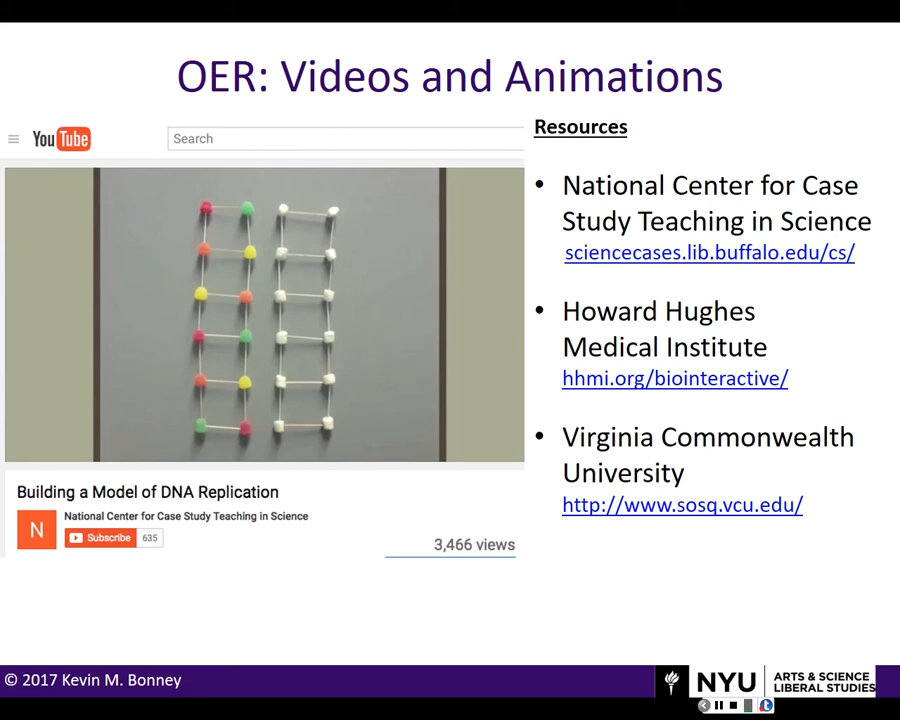 OER: Videos and Animations
YouTube
Search
Building a Model of DNA Replication
N
National Center for Case Study Teaching in Science
Subscribe 635
3,466 views
Resources
• National Center for Case
Study Teaching in Science
sciencecases.lib.buffalo.edu/cs/
• Howard Hughes
Medical Institute
hhmi.org/biointeractive/
• Virginia Commonwealth
University
http://www.sosq.vcu.edu/
© 2017 Kevin M. Bonney
NYU
ARTS & SCIENCE
LIBERAL STUDIES